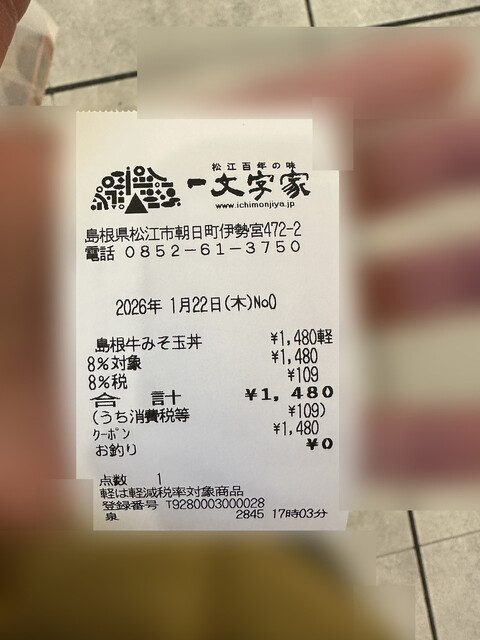 松江百年の味
一文字家
www.ichimonjiya.jp
島根県松江市朝日町伊勢宮472-2
電話 0852-61-3750
2026年 1月22日(木)No0
島根牛みそ玉丼 ¥1,480軽
8%対象 ¥1,480
8%税 ¥109
合 計 ¥1,480
(うち消費税等 ¥109)
クーポン ¥1,480
お釣り ¥0
点数 1
軽は軽減税率対象商品
登録番号 T9280003000028
泉 2845 17時03分